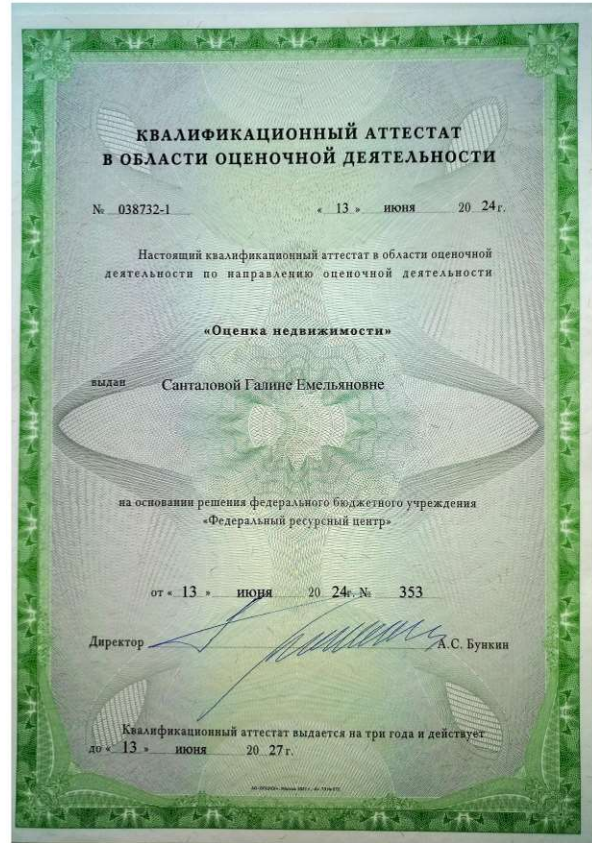 КВАЛИФИКАЦИОННЫЙ АТТЕСТАТ
В ОБЛАСТИ ОЦЕНОЧНОЙ ДЕЯТЕЛЬНОСТИ
№ 038732-1 « 13 » июня 20 24 г.
Настоящий квалификационный аттестат в области оценочной
деятельности по направлению оценочной деятельности
«Оценка недвижимости»
выдан Санталовой Галине Емельяновне
на основании решения федерального бюджетного учреждения
«Федеральный ресурсный центр»
от « 13 » июня 20 24г. № 353
Директор А.С. Бункин
Квалификационный аттестат выдается на три года и действует
до « 13 » июня 20 27 г.